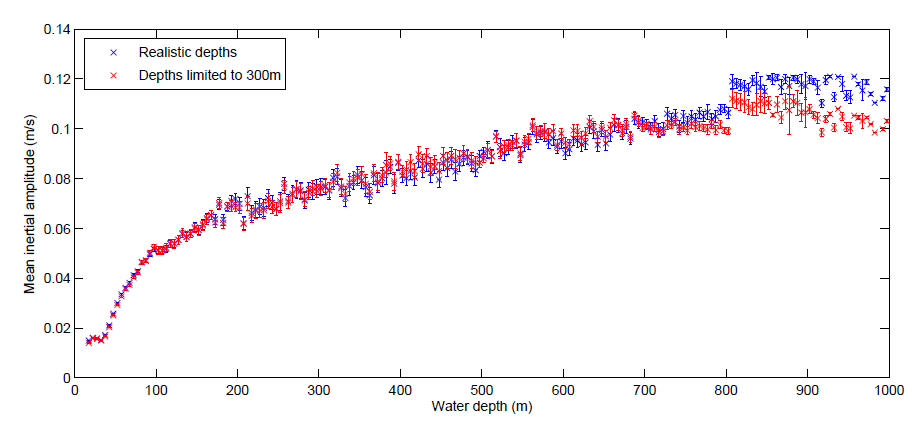 0.14
0.12
0.1
0.08
0.06
0.04
0.02
0
Mean inertial amplitude (m/s)
Realistic depths
Depths limited to 300m
0 100 200 300 400 500 600 700 800 900 1000
Water depth (m)